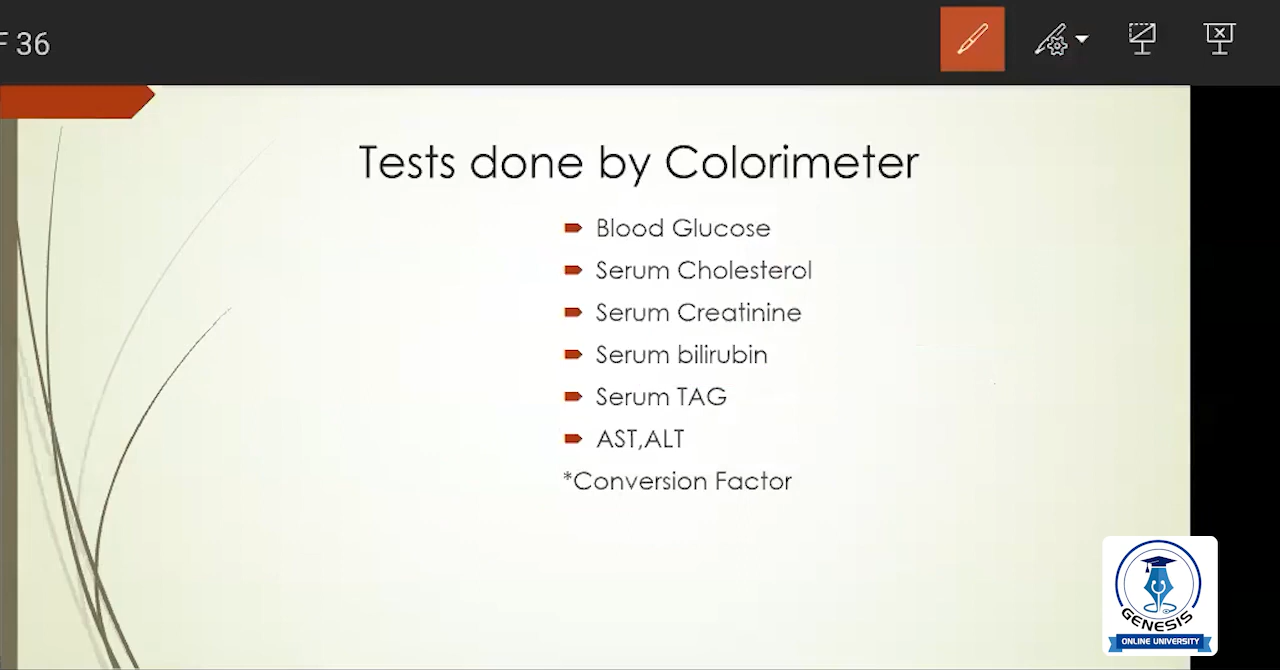 36
Tests done by Colorimeter
Blood Glucose
Serum Cholesterol
Serum Creatinine
Serum bilirubin
Serum TAG
AST,ALT
*Conversion Factor
GENESIS
ONLINE UNIVERSITY